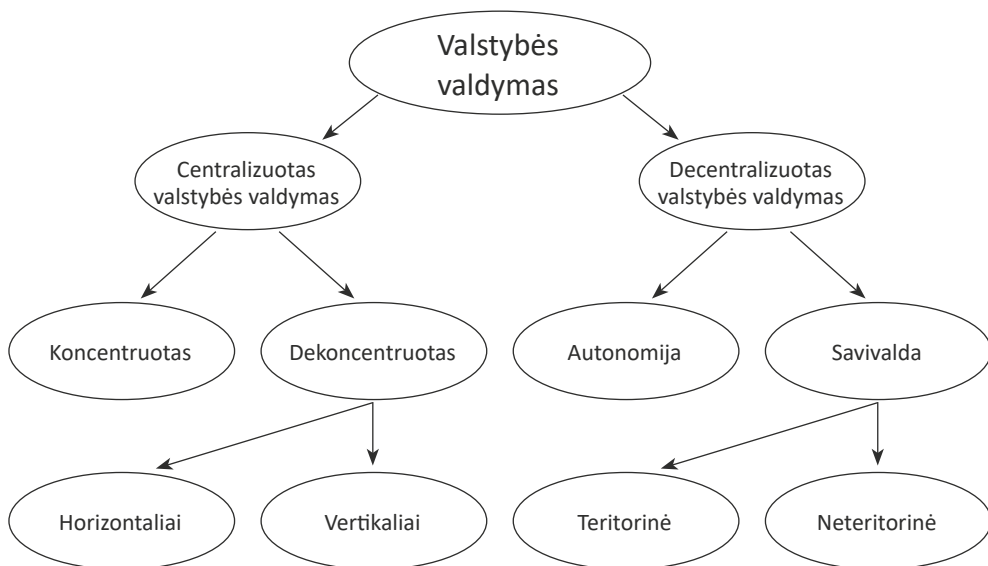 Valstybės
valdymas
Centralizuotas
valstybės valdymas
Decentralizuotas
valstybės valdymas
Koncentruotas
Dekoncentruotas
Autonomija
Savivalda
Horizontaliai
Vertikaliai
Teritorinė
Neteritorinė